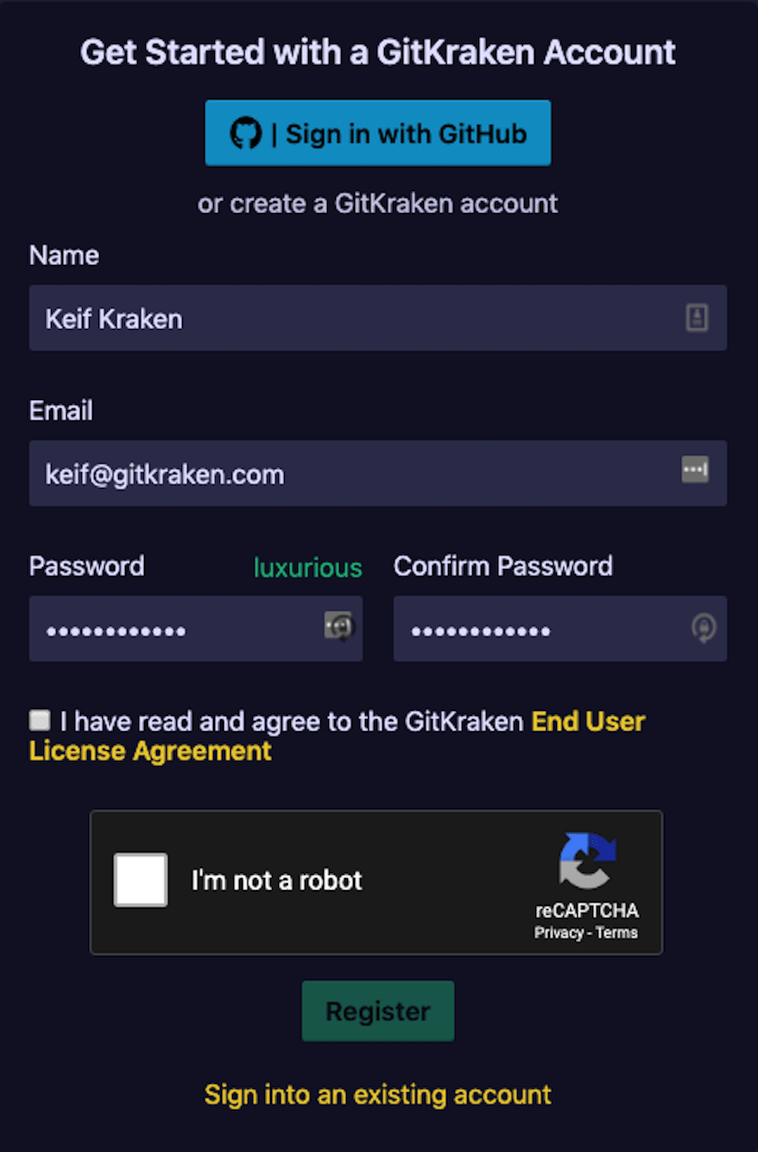 Get Started with a GitKraken Account
| Sign in with GitHub
or create a GitKraken account
Name
Keif Kraken
Email
keif@gitkraken.com
Password luxurious Confirm Password
•••••••••••• ••••••••••••
I have read and agree to the GitKraken End User
License Agreement
I'm not a robot
reCAPTCHA
Privacy - Terms
Register
Sign into an existing account